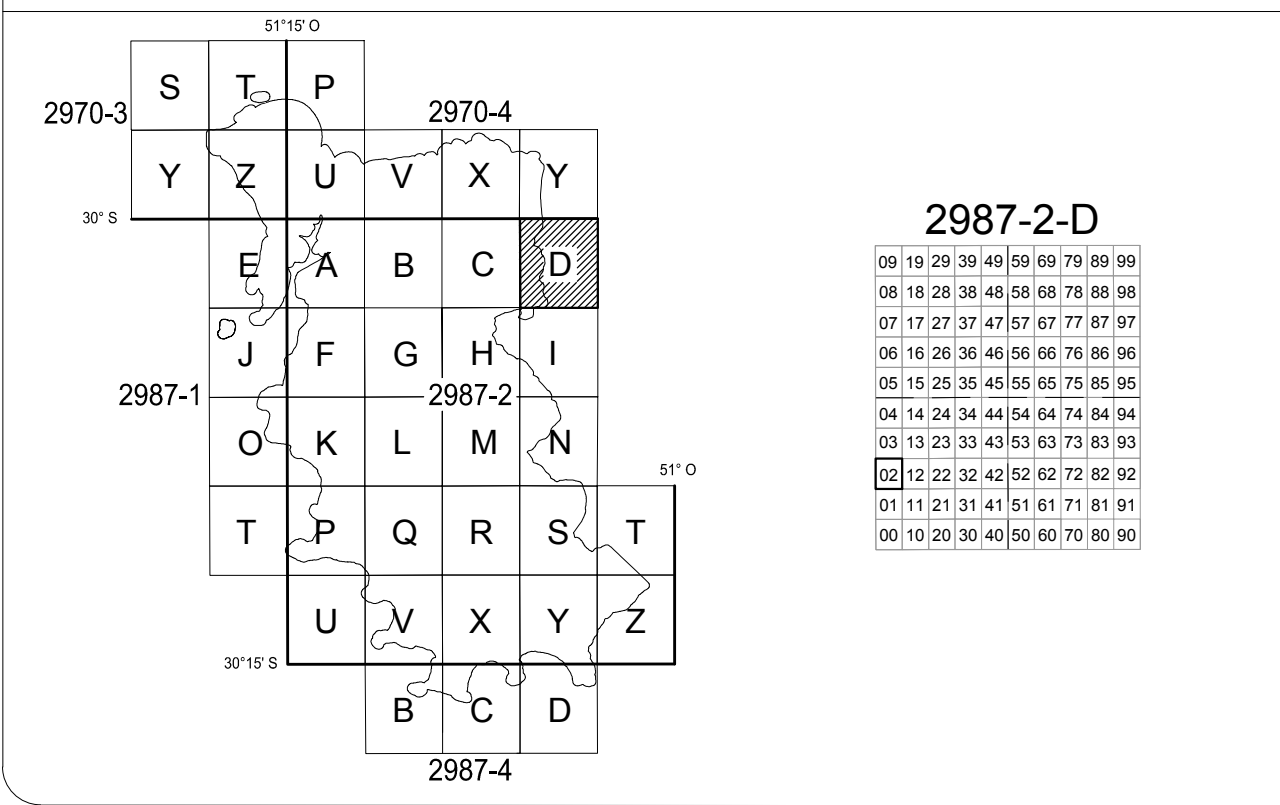 51°15' O
S T P
2970-3
2970-4
Y Z U V X Y
30° S
E A B C D
J F G H I
2987-1
2987-2
O K L M N
51° O
T P Q R S T
U V X Y Z
30°15' S
B C D
2987-4
2987-2-D
09 19 29 39 49 59 69 79 89 99
08 18 28 38 48 58 68 78 88 98
07 17 27 37 47 57 67 77 87 97
06 16 26 36 46 56 66 76 86 96
05 15 25 35 45 55 65 75 85 95
04 14 24 34 44 54 64 74 84 94
03 13 23 33 43 53 63 73 83 93
02 12 22 32 42 52 62 72 82 92
01 11 21 31 41 51 61 71 81 91
00 10 20 30 40 50 60 70 80 90